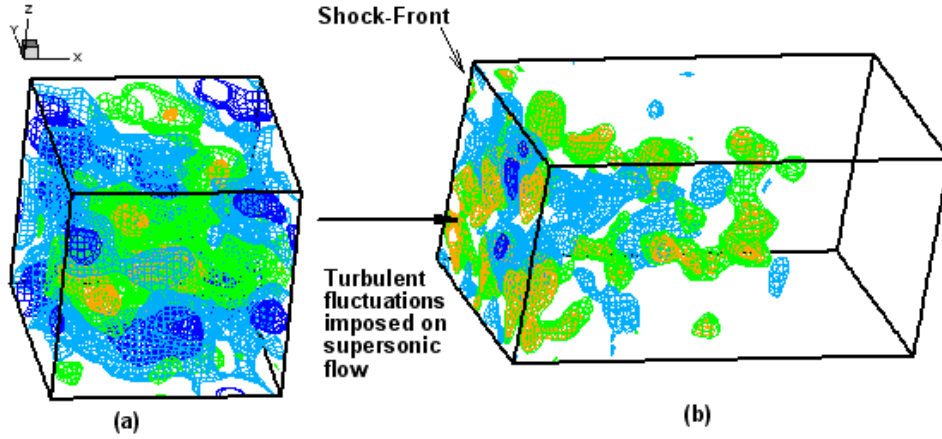 Z
Y
X
Shock-Front
Turbulent
fluctuations
imposed on
supersonic
flow
(a)
(b)